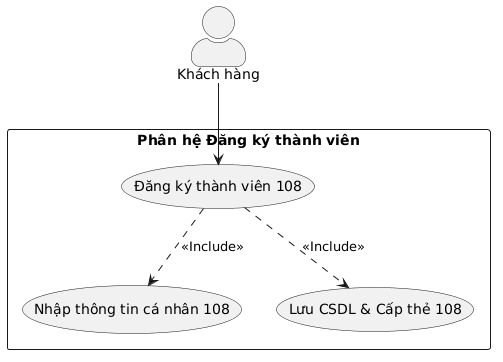 Khách hàng
Phân hệ Đăng ký thành viên
Đăng ký thành viên 108
«Include»
«Include»
Nhập thông tin cá nhân 108
Lưu CSDL & Cấp thẻ 108